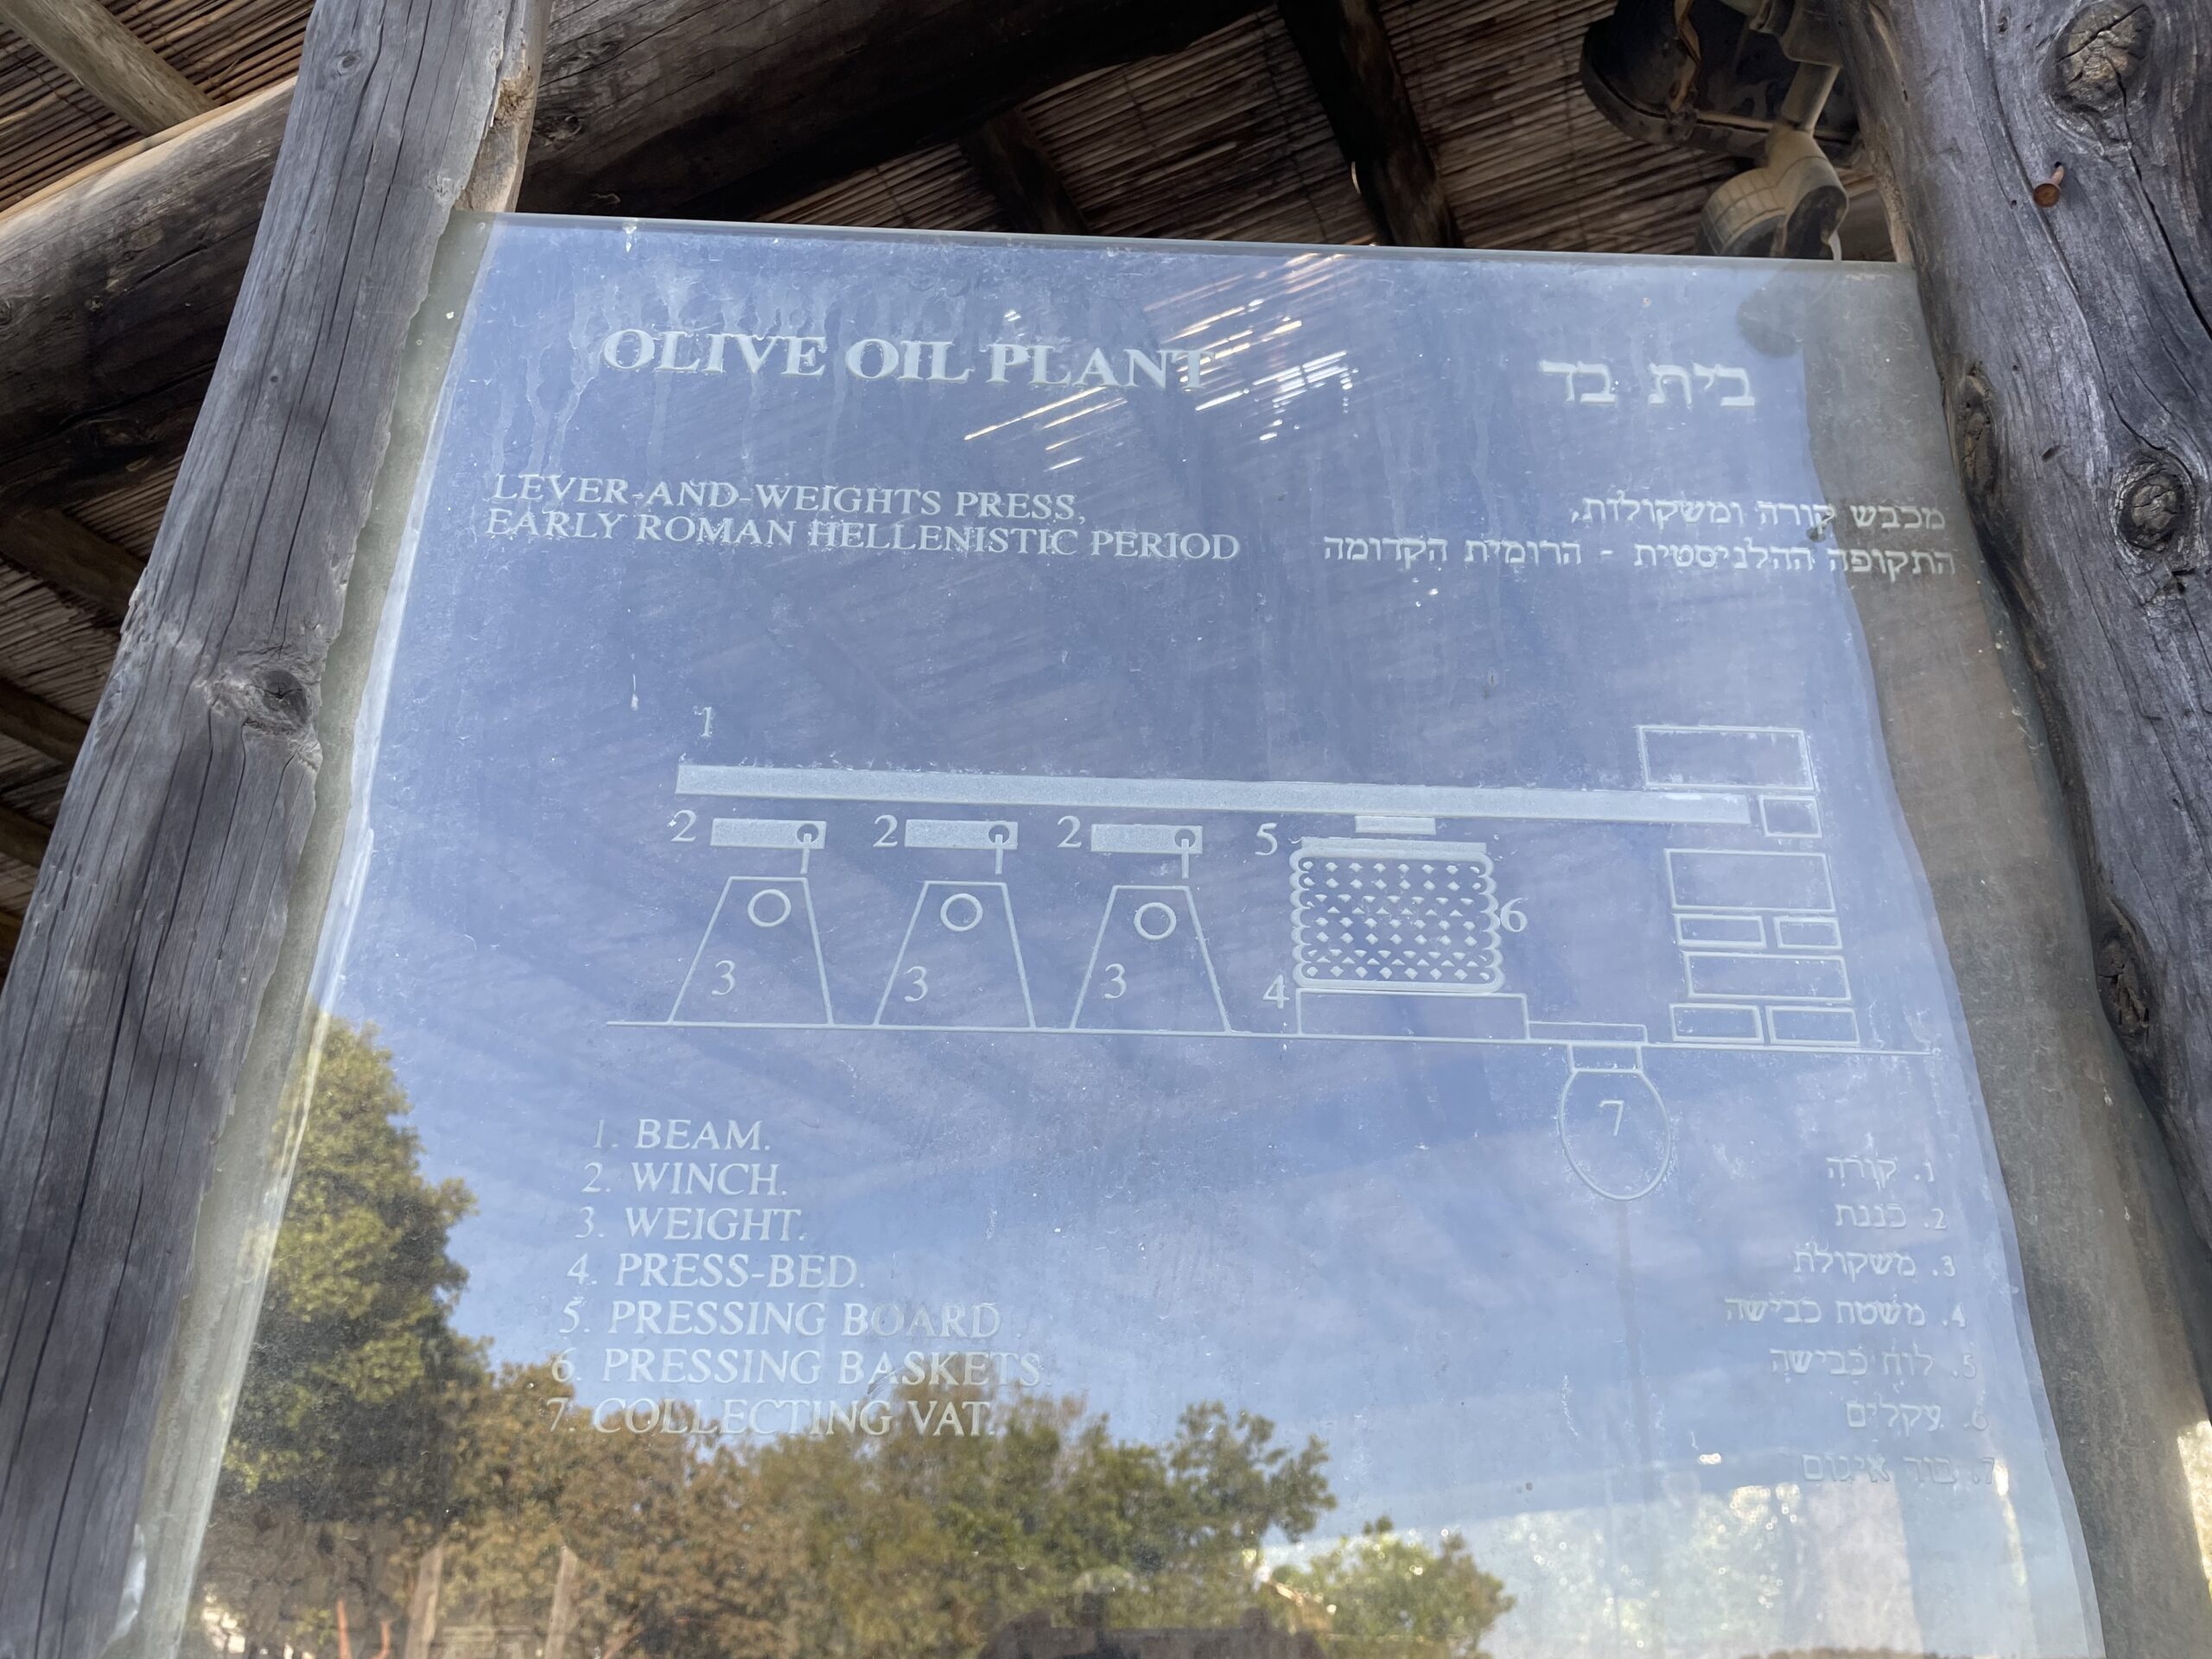 OLIVE OIL PLANT
בית בד
LEVER-AND-WEIGHTS PRESS,
EARLY ROMAN HELLENISTIC PERIOD
מכבש קורה ומשקולות,
התקופה ההלניסטית - הרומית הקדומה
1
2 2 2 5
6
3 3 3 4
7
1. BEAM.
2. WINCH.
3. WEIGHT.
4. PRESS-BED.
5. PRESSING BOARD
6. PRESSING BASKETS
7. COLLECTING VAT.
1. קורה
2. כננת
3. משקולת
4. משטח כבישה
5. לוח כבישה
6. עקלים
7. בור איגום